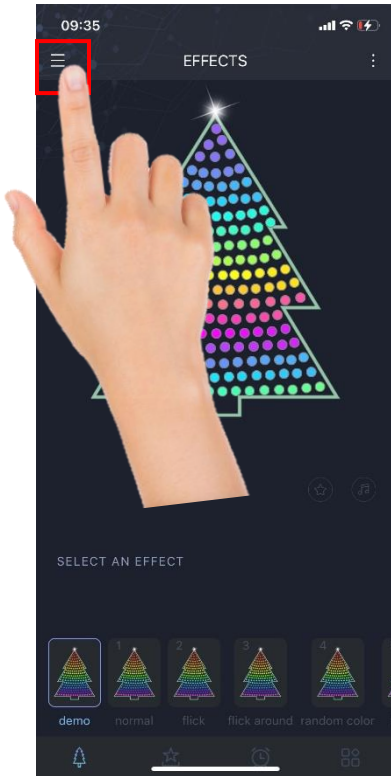 09:35
EFFECTS
SELECT AN EFFECT
1 2 3 4
demo normal flick flick around random color